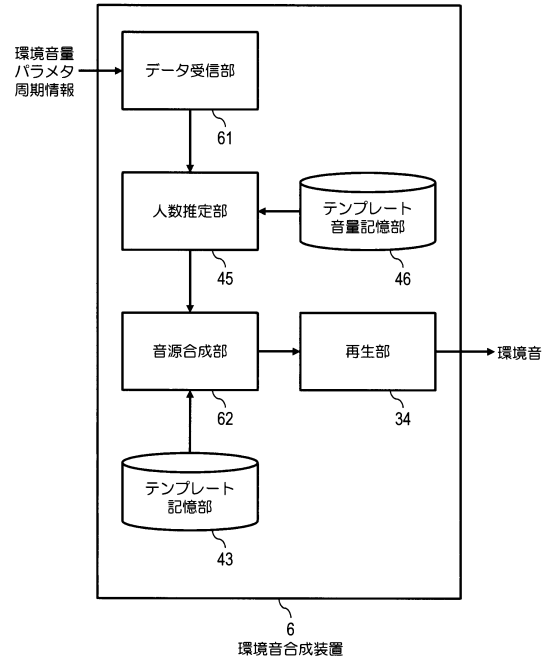 環境音量
パラメタ
周期情報
データ受信部
61
人数推定部
45
テンプレート
音量記憶部
46
音源合成部
62
再生部
34
環境音
テンプレート
記憶部
43
6
環境音合成装置